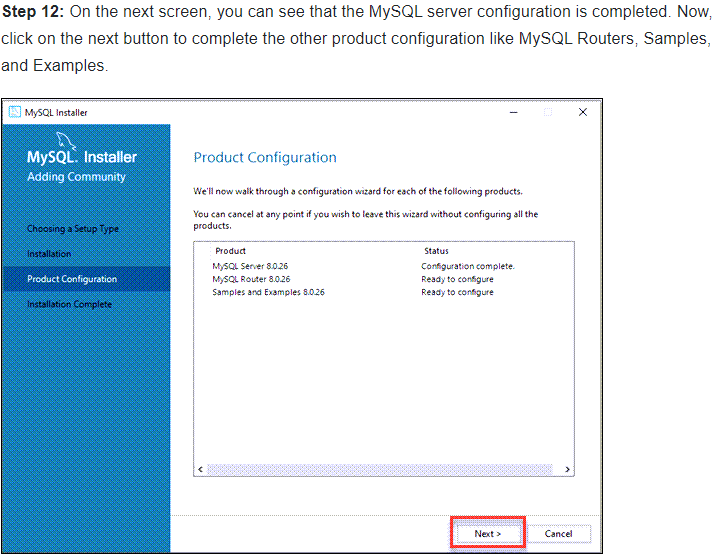 Step 12: On the next screen, you can see that the MySQL server configuration is completed. Now,
click on the next button to complete the other product configuration like MySQL Routers, Samples,
and Examples.
MySQL Installer
MySQL. Installer
Adding Community
Choosing a Setup Type
Installation
Product Configuration
Installation Complete
Product Configuration
We'll now walk through a configuration wizard for each of the following products.
You can cancel at any point if you wish to leave this wizard without configuring all the
products.
Product Status
MySQL Server 8.0.26 Configuration complete.
MySQL Router 8.0.26 Ready to configure
Samples and Examples 8.0.26 Ready to configure
Next > Cancel